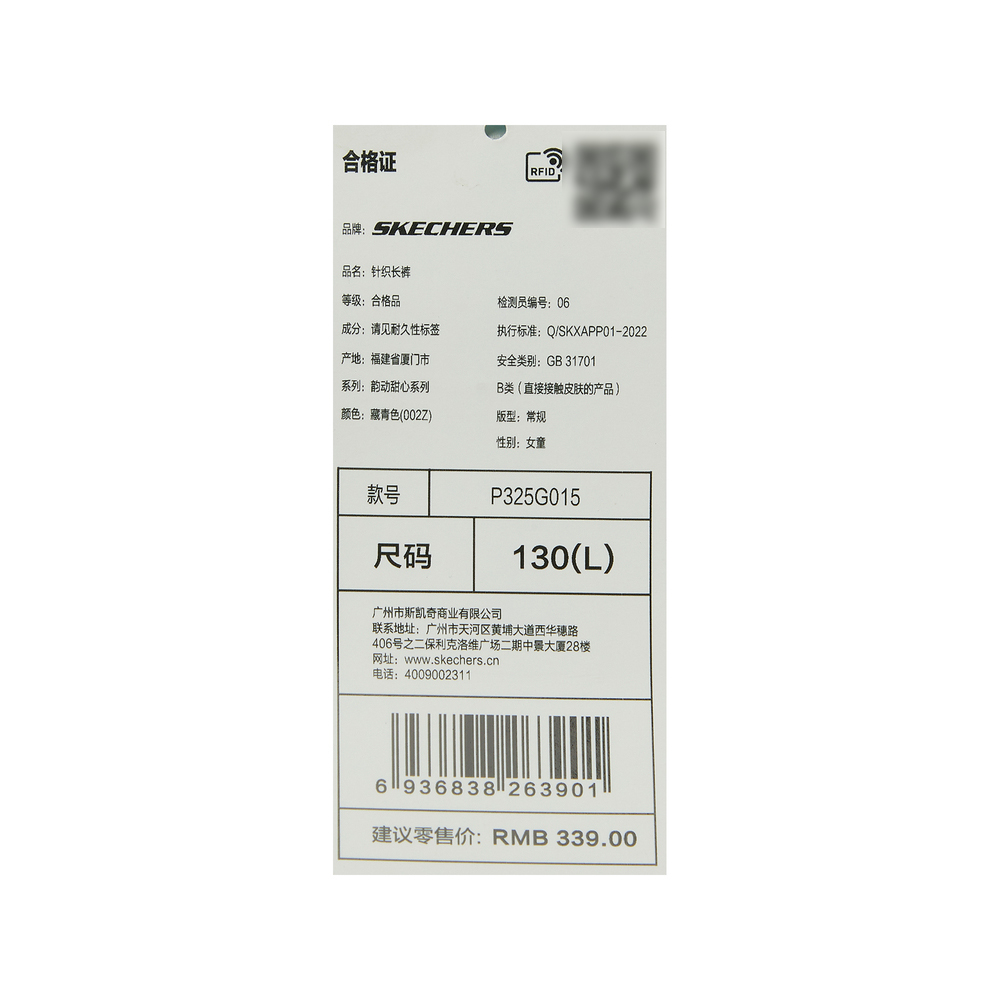 合格证
RFID
品牌: SKECHERS
品名: 针织长裤
等级: 合格品
检测员编号: 06
成分: 请见耐久性标签
执行标准: Q/SKXAPP01-2022
产地: 福建省厦门市
安全类别: GB 31701
系列: 韵动甜心系列
B类 (直接接触皮肤的产品)
颜色: 藏青色(002Z)
版型: 常规
性别: 女童
款号 P325G015
尺码 130(L)
广州市斯凯奇商业有限公司
联系地址: 广州市天河区黄埔大道西华穗路
406号之二保利克洛维广场二期中景大厦28楼
网址: www.skechers.cn
电话: 4009002311
6 936838 263901
建议零售价: RMB 339.00